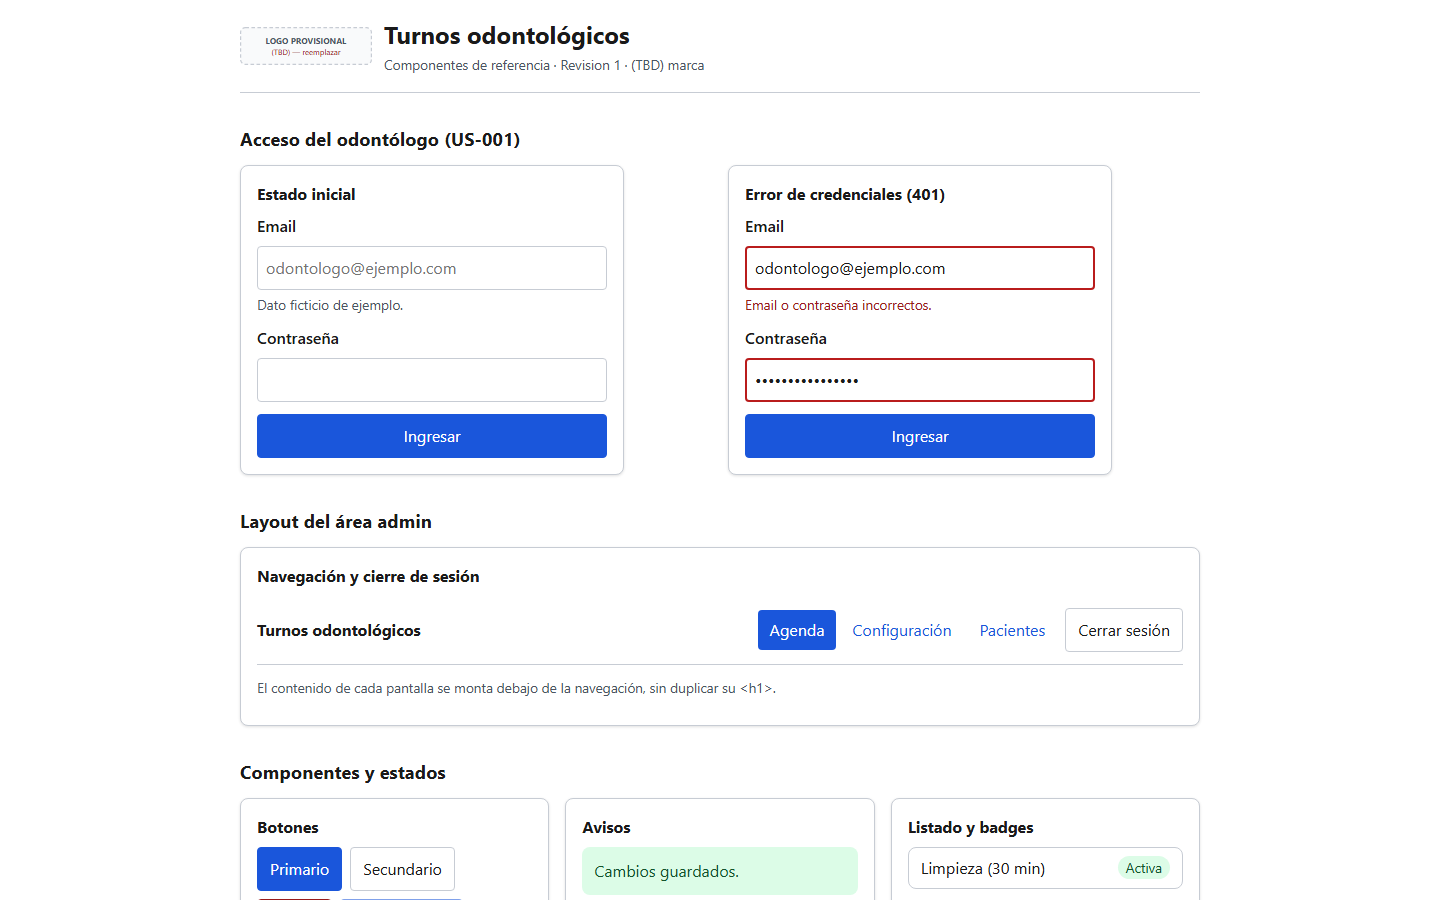 LOGO PROVISIONAL
(TBD) — reemplazar
Turnos odontológicos
Componentes de referencia · Revision 1 · (TBD) marca
Acceso del odontólogo (US-001)
Estado inicial
Email
odontologo@ejemplo.com
Dato ficticio de ejemplo.
Contraseña
Ingresar
Error de credenciales (401)
Email
odontologo@ejemplo.com
Email o contraseña incorrectos.
Contraseña
••••••••••••••••
Ingresar
Layout del área admin
Navegación y cierre de sesión
Turnos odontológicos
Agenda
Configuración
Pacientes
Cerrar sesión
El contenido de cada pantalla se monta debajo de la navegación, sin duplicar su <h1>.
Componentes y estados
Botones
Primario
Secundario
Avisos
Cambios guardados.
Listado y badges
Limpieza (30 min)
Activa